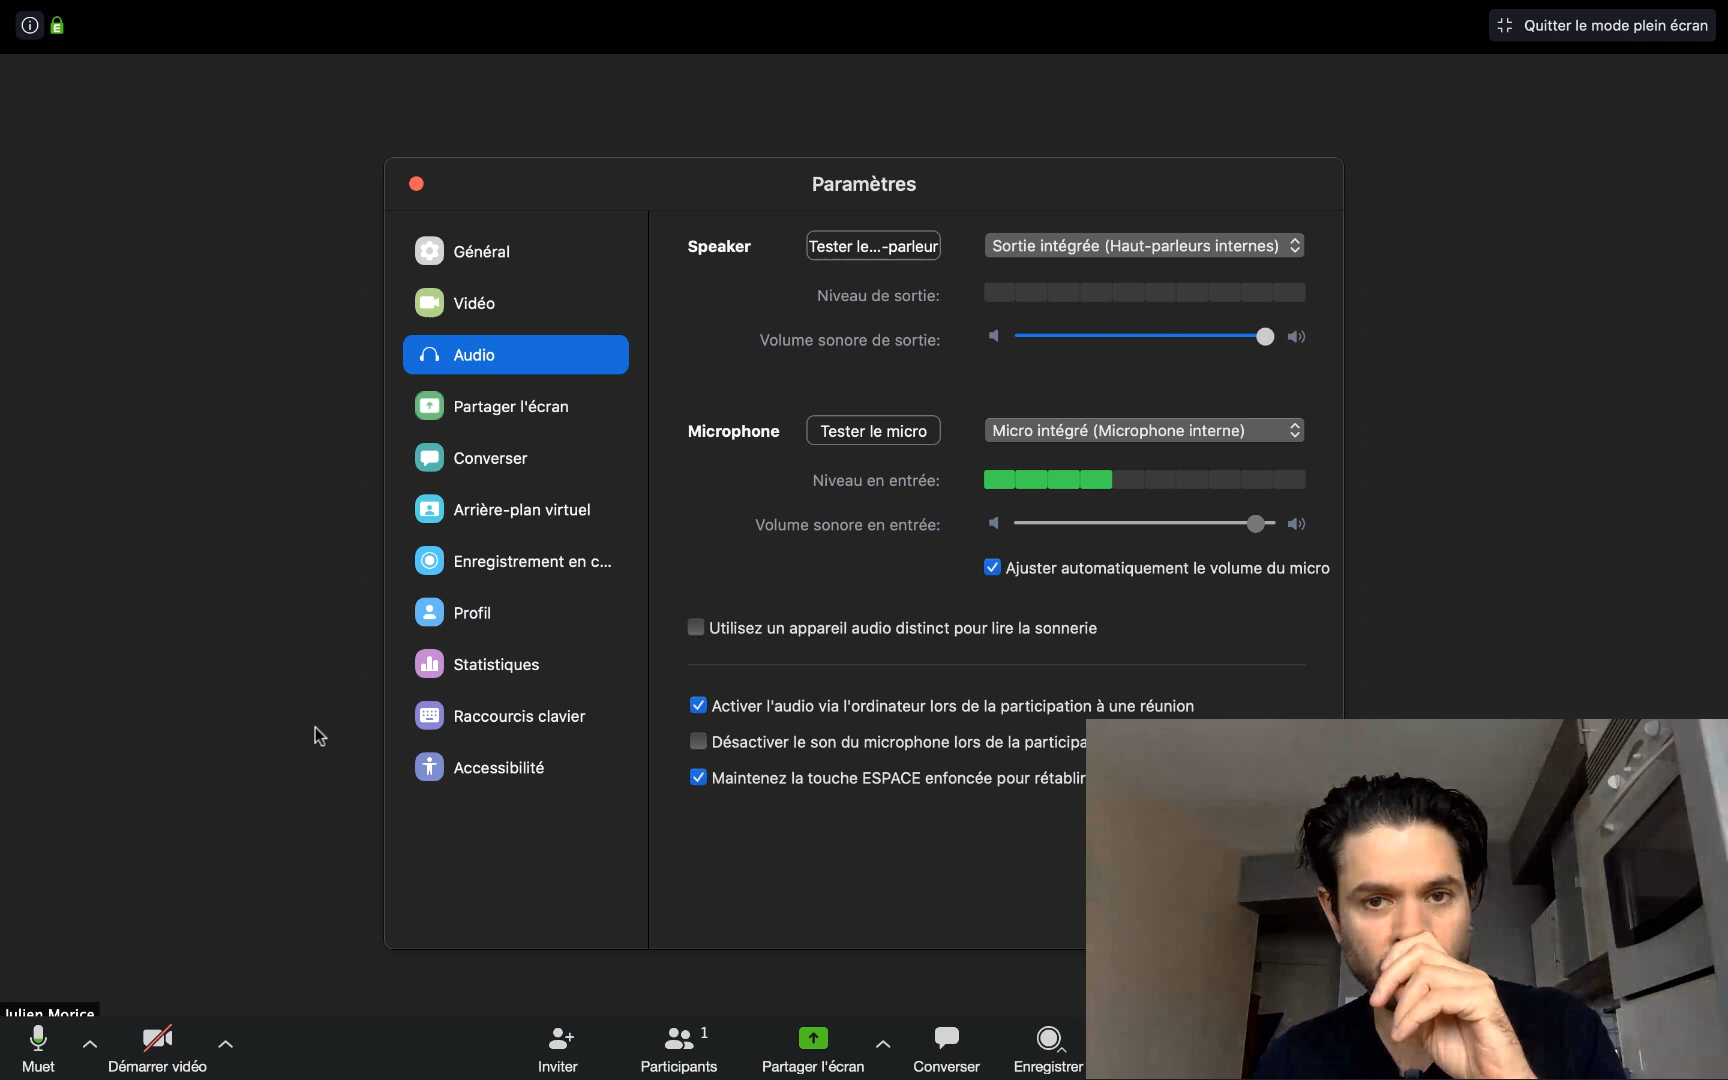 Quitter le mode plein écran
Paramètres
Général
Vidéo
Audio
Partager l'écran
Converser
Arrière-plan virtuel
Enregistrement en c...
Profil
Statistiques
Raccourcis clavier
Accessibilité
Speaker
Tester le...-parleur
Sortie intégrée (Haut-parleurs internes)
Niveau de sortie:
Volume sonore de sortie:
Microphone
Tester le micro
Micro intégré (Microphone interne)
Niveau en entrée:
Volume sonore en entrée:
Ajuster automatiquement le volume du micro
Utilisez un appareil audio distinct pour lire la sonnerie
Activer l'audio via l'ordinateur lors de la participation à une réunion
Désactiver le son du microphone lors de la participa
Maintenez la touche ESPACE enfoncée pour rétablir
Julien Morice
Muet
Démarrer vidéo
Inviter
1
Participants
Partager l'écran
Converser
Enregistrer